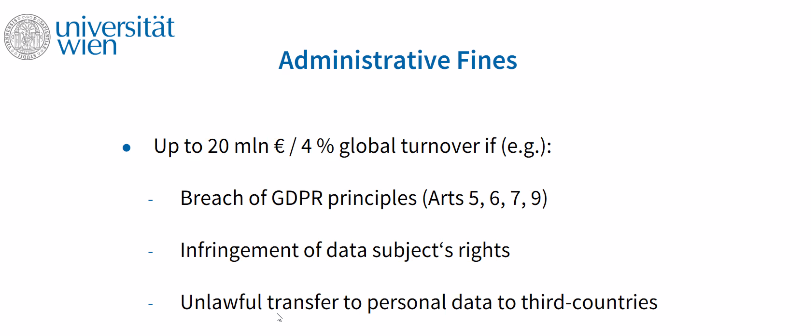 universität
wien
Administrative Fines
• Up to 20 mln € / 4 % global turnover if (e.g.):
- Breach of GDPR principles (Arts 5, 6, 7, 9)
- Infringement of data subject‘s rights
- Unlawful transfer to personal data to third-countries